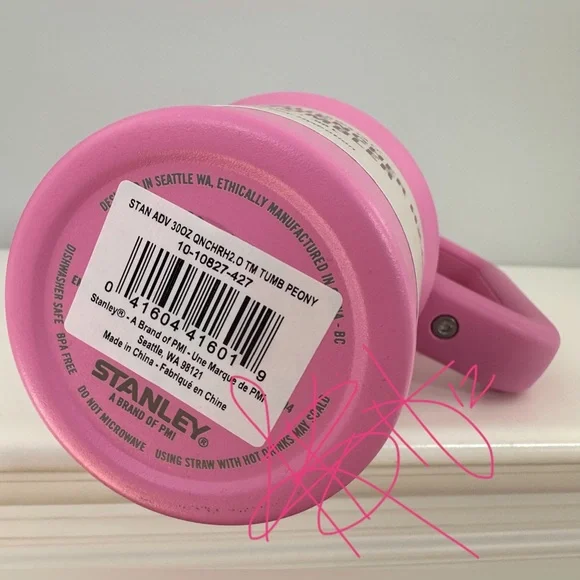 IN SEATTLE WA, ETHICALLY MANUFACTURED IN
- BC
STAN ADV 30OZ QNCHRH2.O TM TUMB PEONY
10-10827-427
0 41604 41601 9
Stanley® - A Brand of PMI - Une Marque de PMI
Seattle, WA 98121
Made in China - Fabriqué en Chine
DISHWASHER SAFE BPA FREE
STANLEY®
A BRAND OF PMI
DO NOT MICROWAVE
USING STRAW WITH HOT DRINKS MAY SCALD